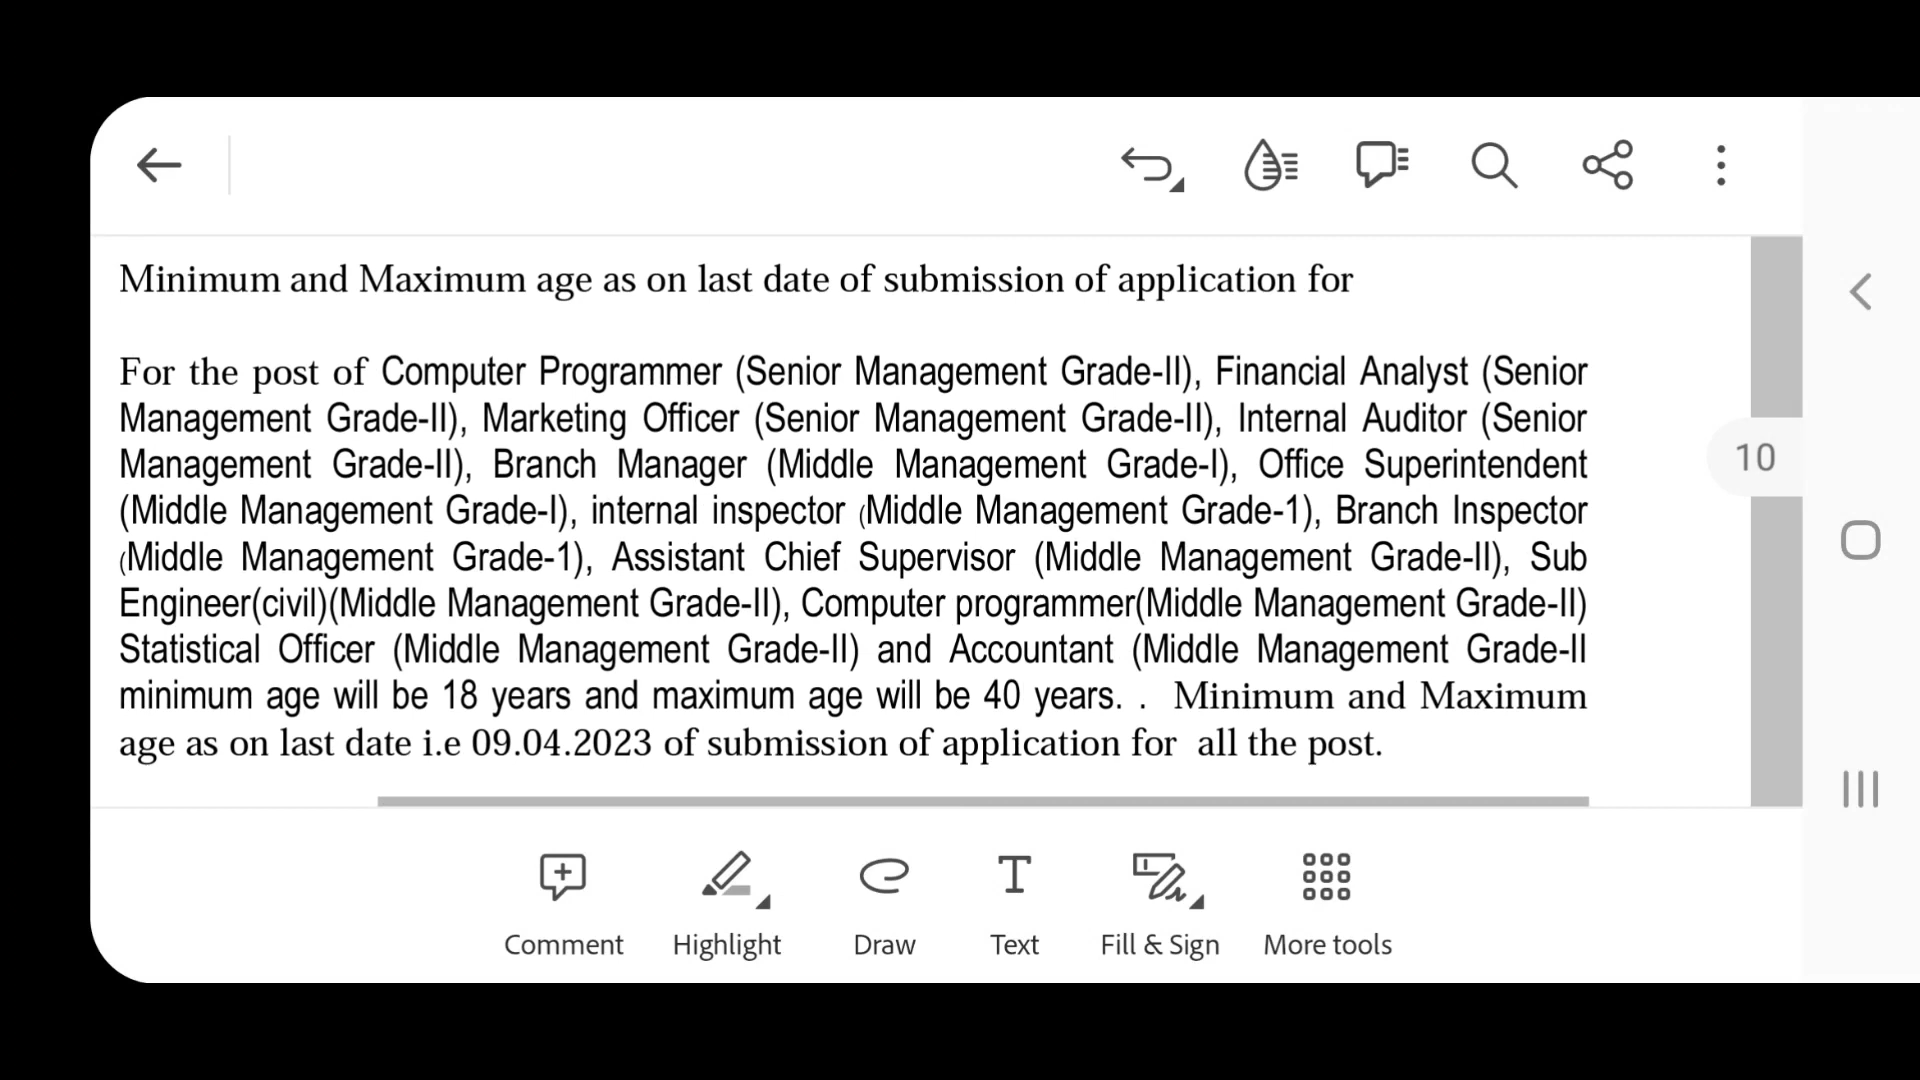 Minimum and Maximum age as on last date of submission of application for
For the post of Computer Programmer (Senior Management Grade-II), Financial Analyst (Senior
Management Grade-II), Marketing Officer (Senior Management Grade-II), Internal Auditor (Senior
Management Grade-II), Branch Manager (Middle Management Grade-I), Office Superintendent
(Middle Management Grade-I), internal inspector (Middle Management Grade-1), Branch Inspector
(Middle Management Grade-1), Assistant Chief Supervisor (Middle Management Grade-II), Sub
Engineer(civil)(Middle Management Grade-II), Computer programmer(Middle Management Grade-II)
Statistical Officer (Middle Management Grade-II) and Accountant (Middle Management Grade-II
minimum age will be 18 years and maximum age will be 40 years. . Minimum and Maximum
age as on last date i.e 09.04.2023 of submission of application for all the post.
10
Comment Highlight Draw Text Fill & Sign More tools